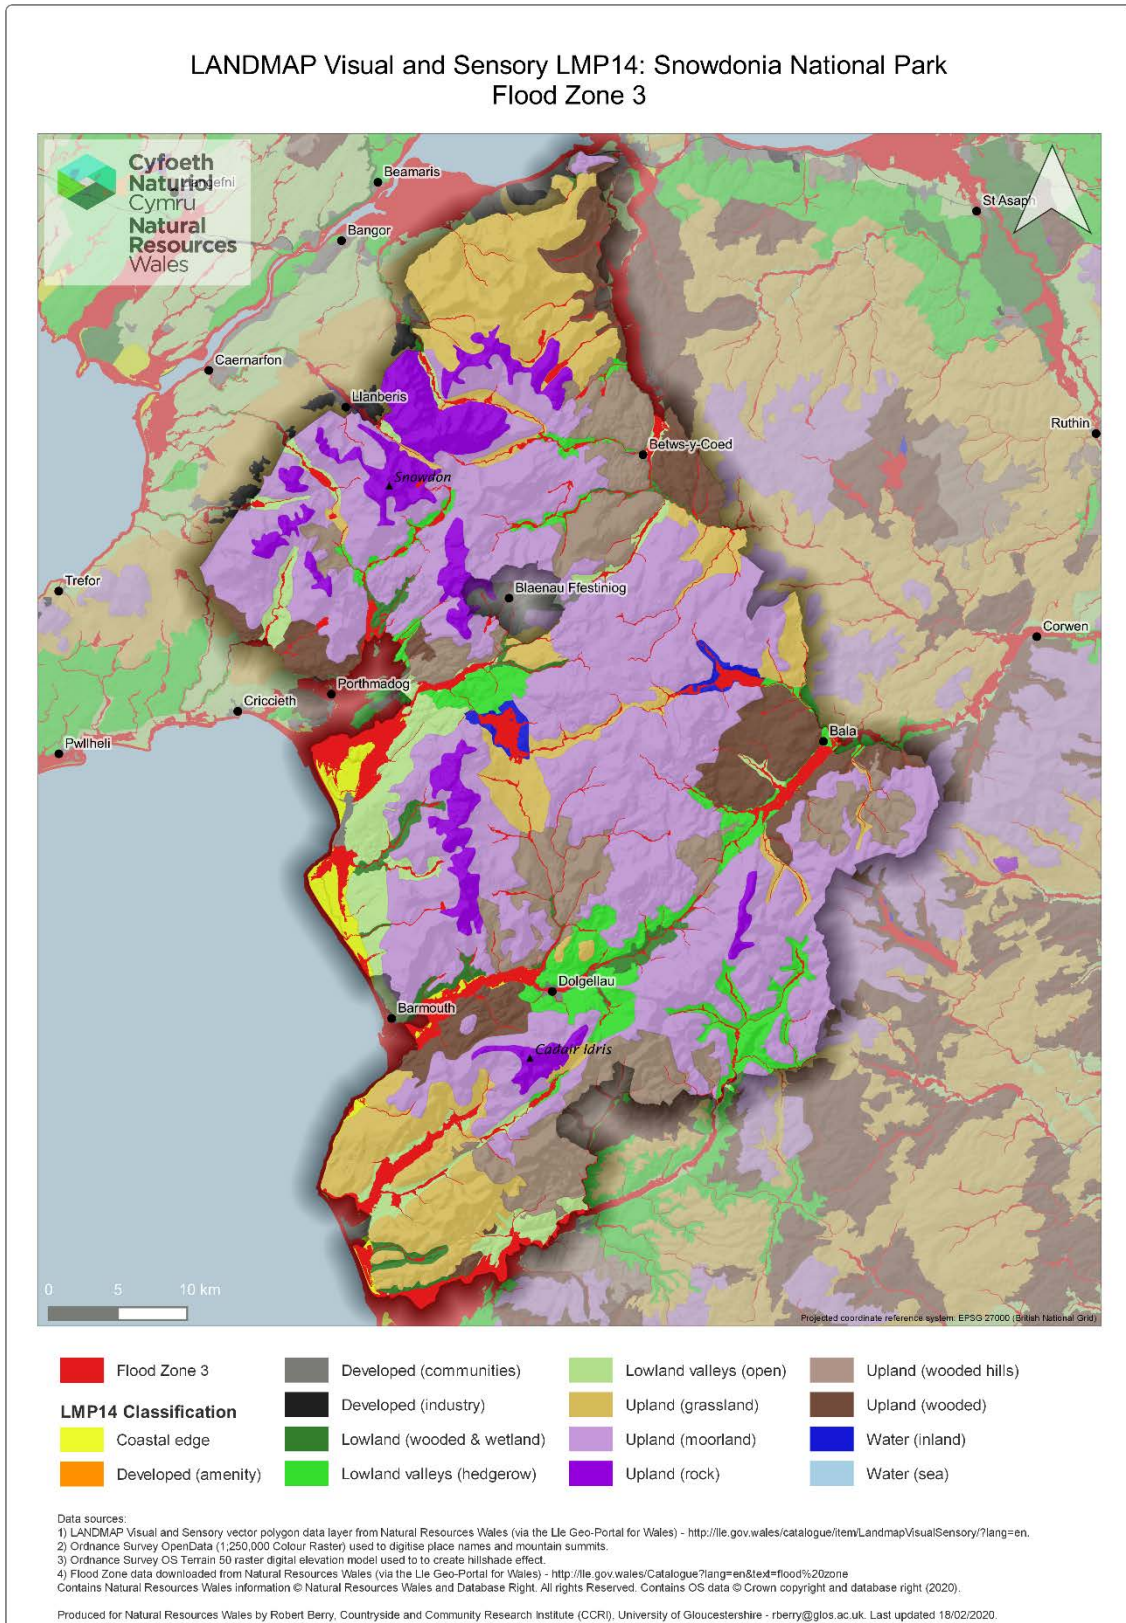 LANDMAP Visual and Sensory LMP14: Snowdonia National Park
Flood Zone 3
Cyfoeth
Naturiol
Cymru
Natural
Resources
Wales
Beamaris
Bangor
St Asaph
Caernarfon
Llanberis
Ruthin
Betws-y-Coed
Snowdon
Trefor
Blaenau Ffestiniog
Corwen
Porthmadog
Criccieth
Bala
Pwllheli
Dolgellau
Barmouth
Cadair Idris
0 5 10 km
Projected coordinate reference system: EPSG 27000 (British National Grid)
Flood Zone 3
LMP14 Classification
Coastal edge
Developed (amenity)
Developed (communities)
Developed (industry)
Lowland (wooded & wetland)
Lowland valleys (hedgerow)
Lowland valleys (open)
Upland (grassland)
Upland (moorland)
Upland (rock)
Upland (wooded hills)
Upland (wooded)
Water (inland)
Water (sea)
Data sources:
1) LANDMAP Visual and Sensory vector polygon data layer from Natural Resources Wales (via the Lle Geo-Portal for Wales) - http://lle.gov.wales/catalogue/item/LandmapVisualSensory/?lang=en.
2) Ordnance Survey OpenData (1;250,000 Colour Raster) used to digitise place names and mountain summits.
3) Ordnance Survey OS Terrain 50 raster digital elevation model used to to create hillshade effect.
4) Flood Zone data downloaded from Natural Resources Wales (via the Lle Geo-Portal for Wales) - http://lle.gov.wales/Catalogue?lang=en&text=flood%20zone
Contains Natural Resources Wales information © Natural Resources Wales and Database Right. All rights Reserved. Contains OS data © Crown copyright and database right (2020).
Produced for Natural Resources Wales by Robert Berry, Countryside and Community Research Institute (CCRI), University of Gloucestershire - rberry@glos.ac.uk. Last updated 18/02/2020.